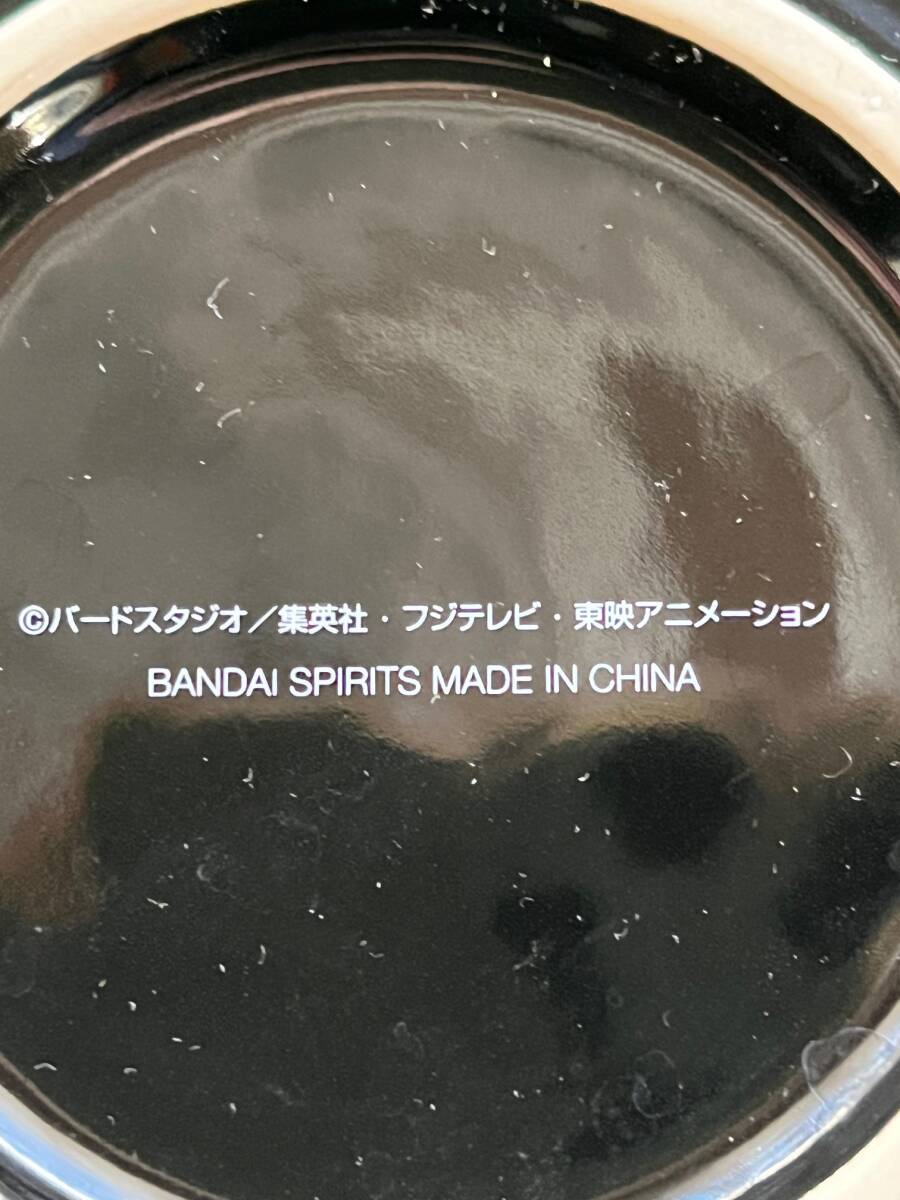 ©バードスタジオ／集英社・フジテレビ・東映アニメーション
BANDAI SPIRITS MADE IN CHINA